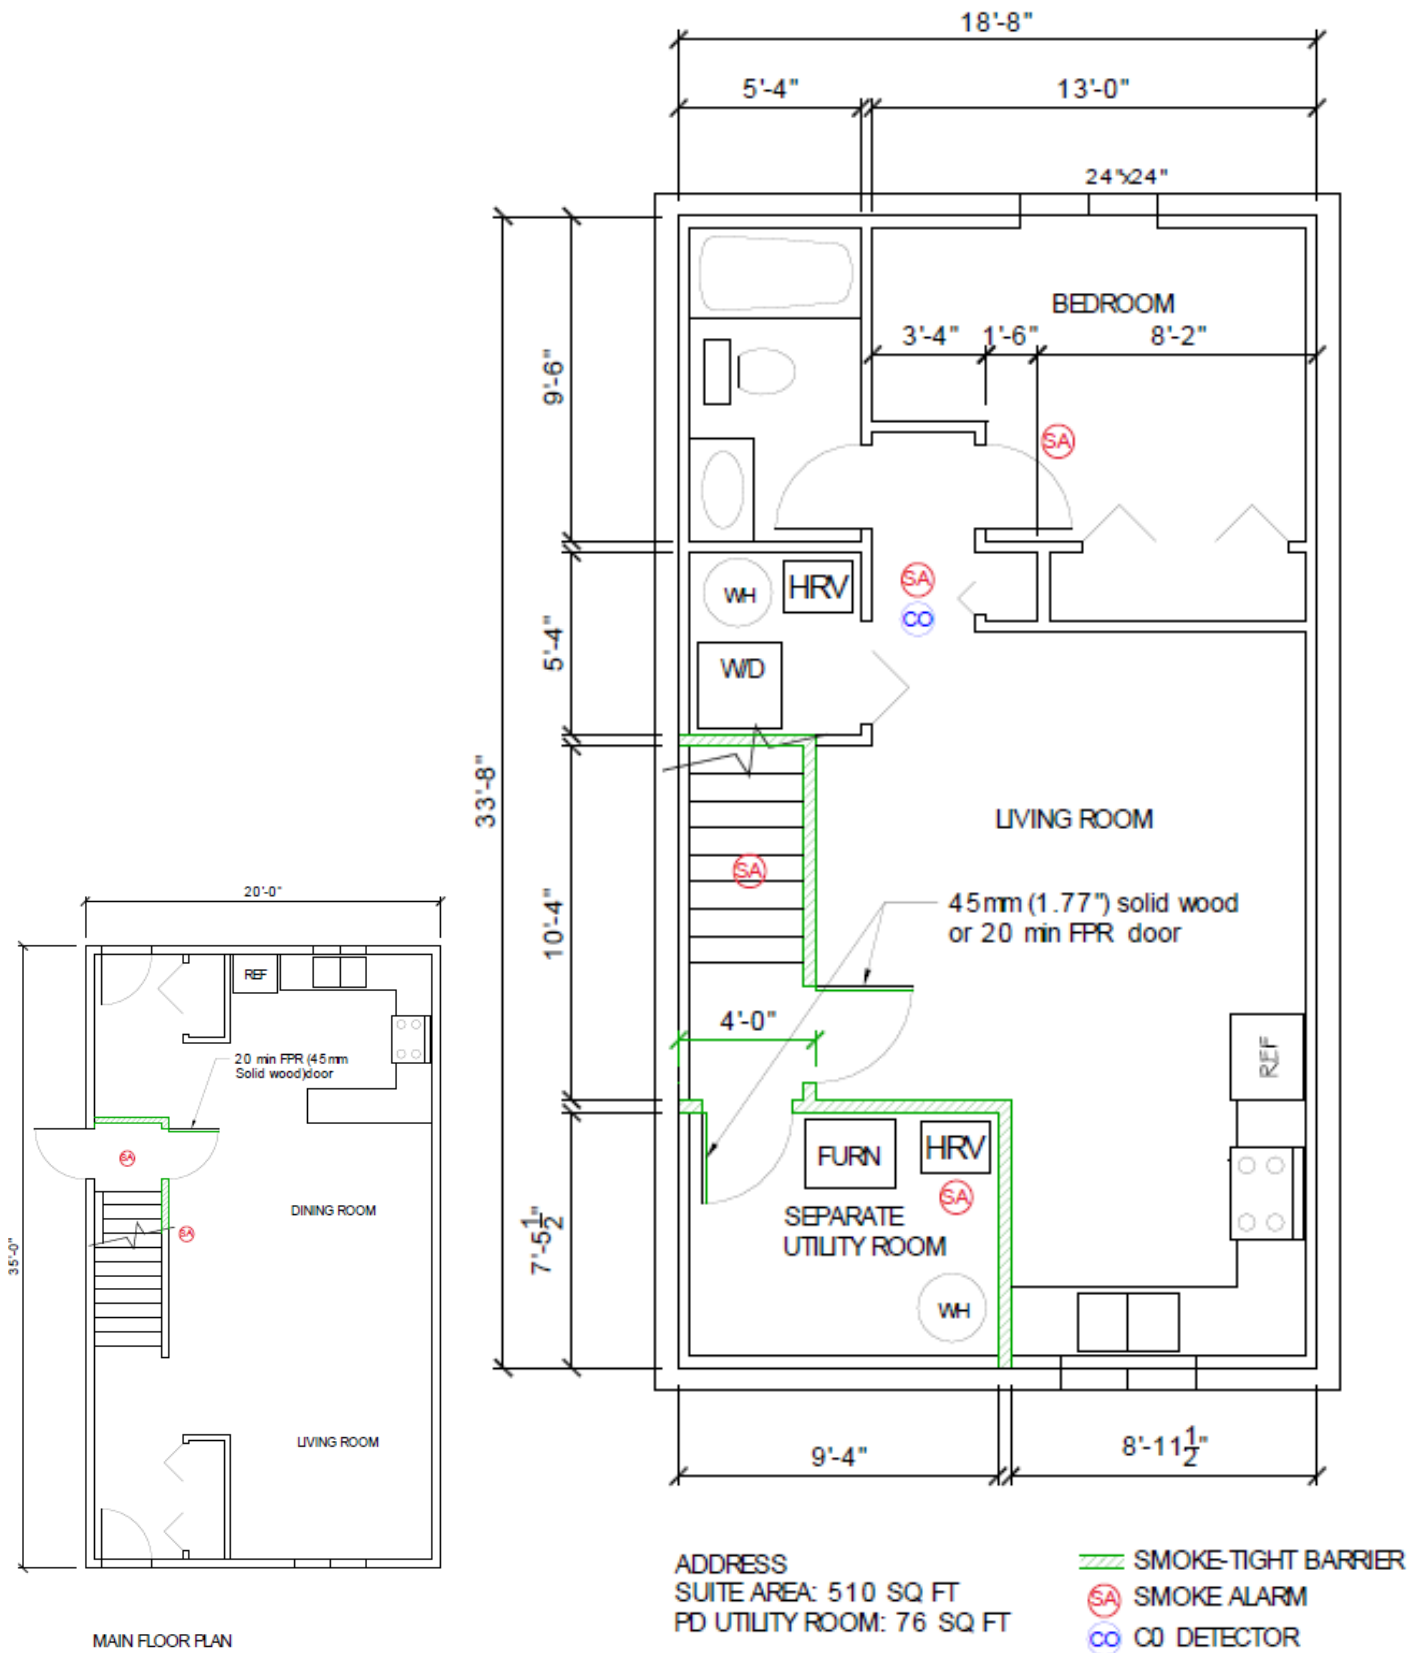 18'-8"
5'-4"
13'-0"
24"x24"
BEDROOM
3'-4"
1'-6"
8'-2"
9'-6"
SA
SA
CO
WH
HRV
5'-4"
W/D
33'-8"
LIVING ROOM
SA
10'-4"
45mm (1.77") solid wood
or 20 min FPR door
4'-0"
REF
FURN
HRV
SA
SEPARATE
UTILITY ROOM
7'-5 1/2"
WH
9'-4"
8'-11 1/2"
20'-0"
REF
20 min FPR (45mm
Solid wood)door
SA
DINING ROOM
SA
35'-0"
LIVING ROOM
MAIN FLOOR PLAN
ADDRESS
SUITE AREA: 510 SQ FT
PD UTILITY ROOM: 76 SQ FT
SMOKE-TIGHT BARRIER
SA SMOKE ALARM
CO C0 DETECTOR